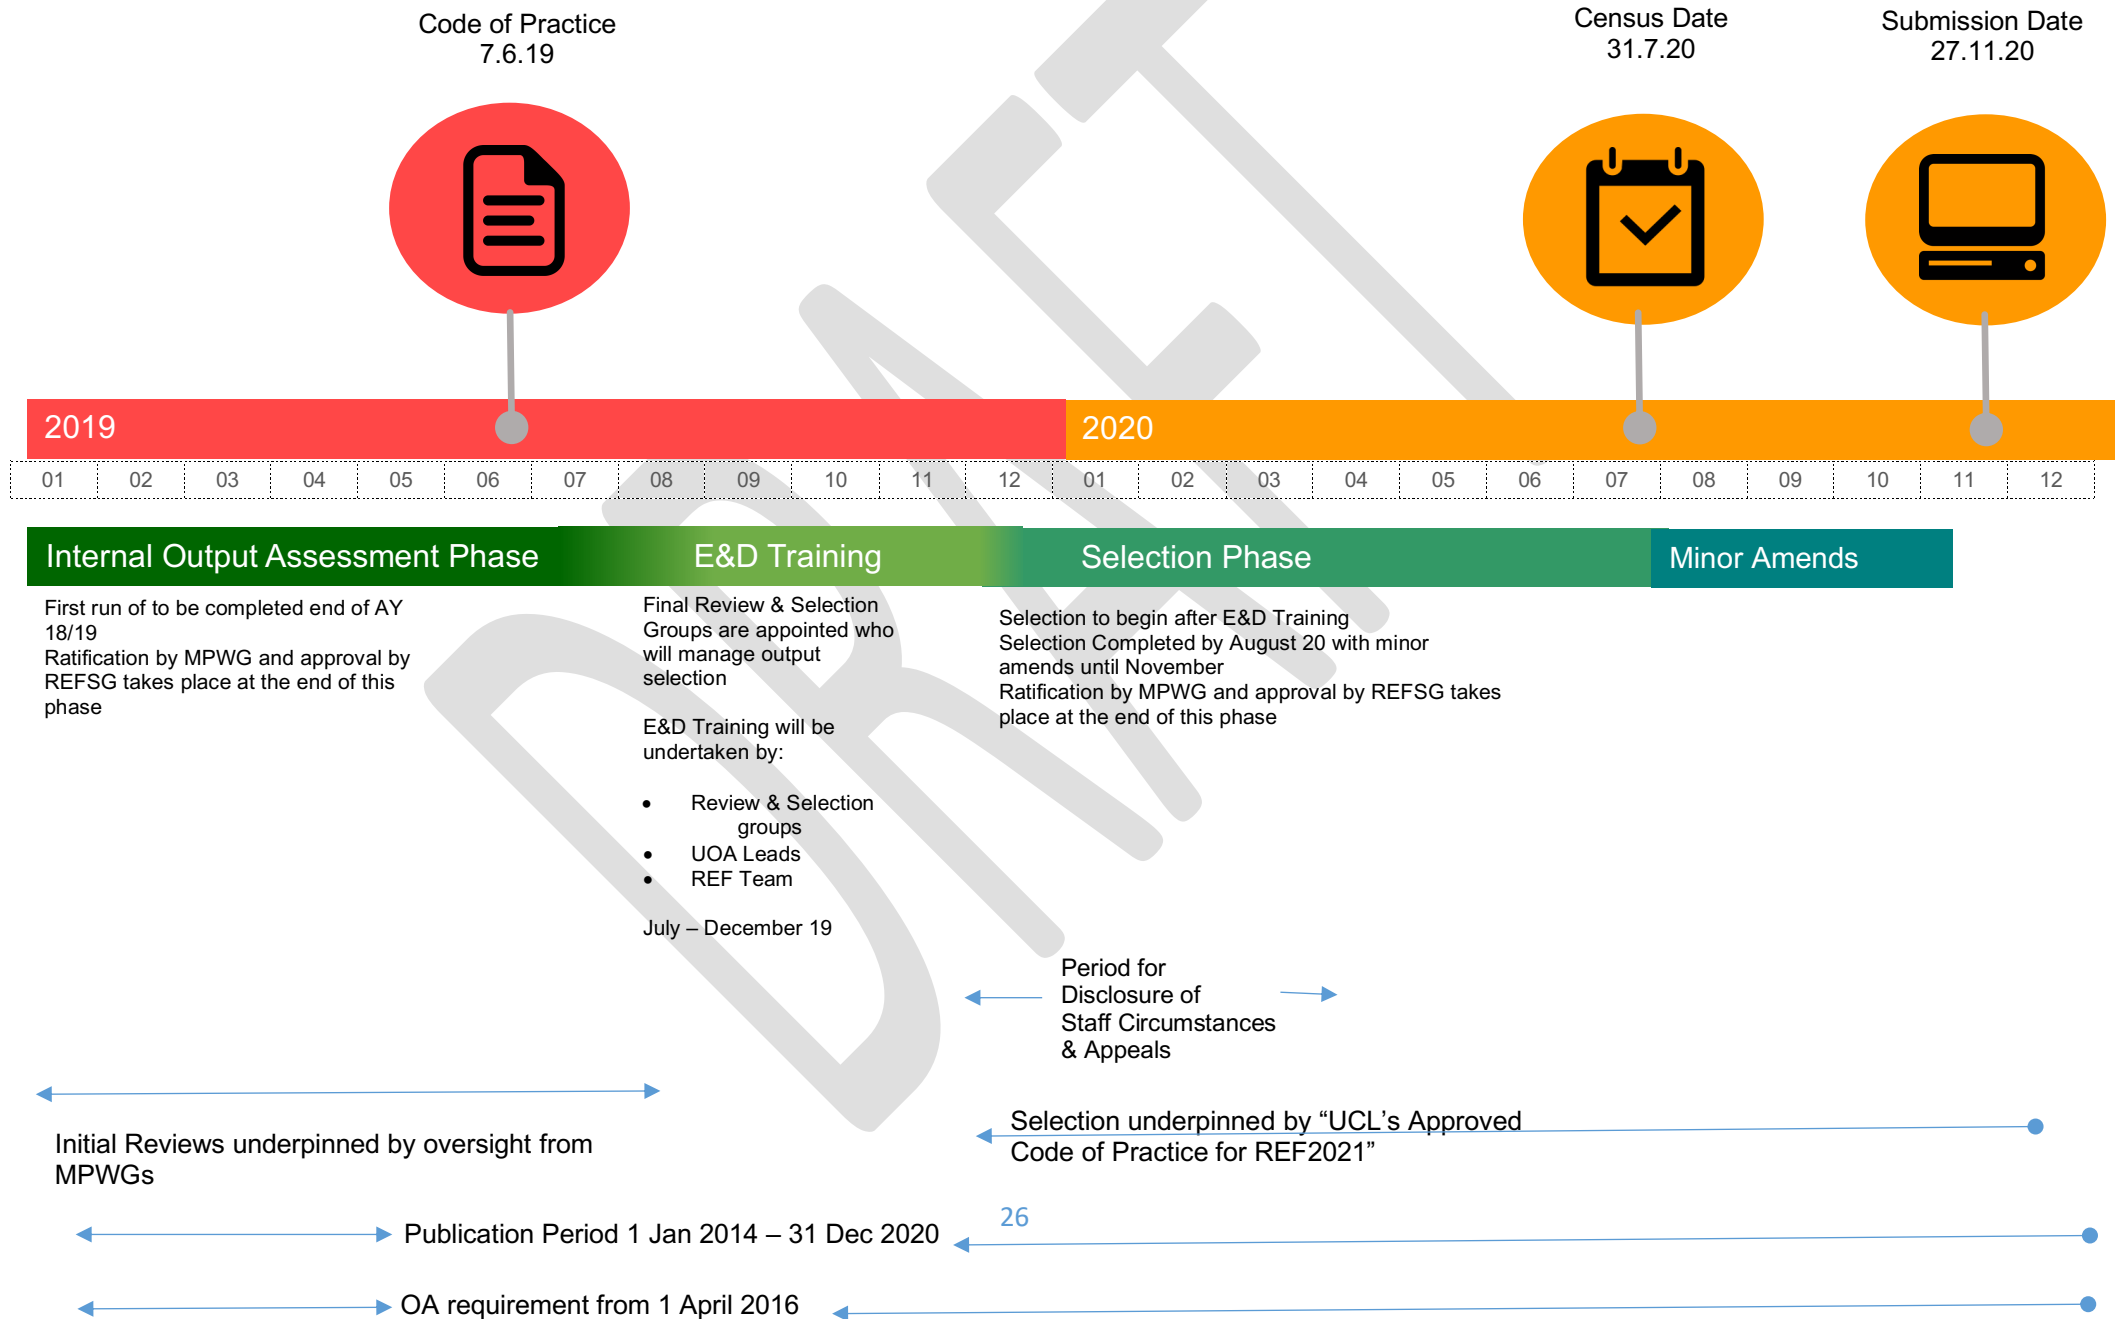 Code of Practice
7.6.19
Census Date
31.7.20
Submission Date
27.11.20
2019
2020
01 02 03 04 05 06 07 08 09 10 11 12 01 02 03 04 05 06 07 08 09 10 11 12
Internal Output Assessment Phase
E&D Training
Selection Phase
Minor Amends
First run of to be completed end of AY
18/19
Ratification by MPWG and approval by
REFSG takes place at the end of this
phase
Final Review & Selection
Groups are appointed who
will manage output
selection
E&D Training will be
undertaken by:
• Review & Selection
groups
• UOA Leads
• REF Team
July – December 19
Selection to begin after E&D Training
Selection Completed by August 20 with minor
amends until November
Ratification by MPWG and approval by REFSG takes
place at the end of this phase
Period for
Disclosure of
Staff Circumstances
& Appeals
Initial Reviews underpinned by oversight from
MPWGs
Selection underpinned by “UCL’s Approved
Code of Practice for REF2021”
Publication Period 1 Jan 2014 – 31 Dec 2020
26
OA requirement from 1 April 2016
DRAFT